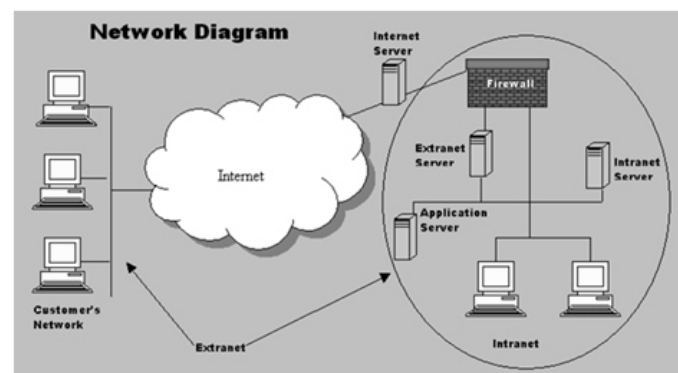 Network Diagram
Internet
Server
Firewall
Internet
Extranet
Server
Intranet
Server
Application
Server
Customer's
Network
Extranet
Intranet